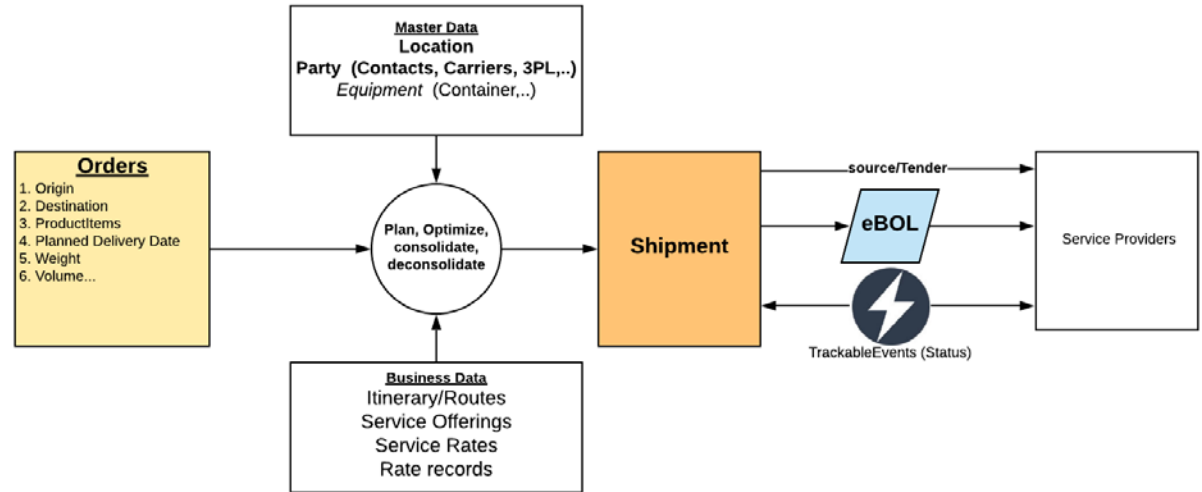 Master Data
Location
Party (Contacts, Carriers, 3PL,..)
Equipment (Container,..)
Orders
1. Origin
2. Destination
3. ProductItems
4. Planned Delivery Date
5. Weight
6. Volume...
Plan, Optimize,
consolidate,
deconsolidate
Shipment
source/Tender
eBOL
TrackableEvents (Status)
Service Providers
Business Data
Itinerary/Routes
Service Offerings
Service Rates
Rate records